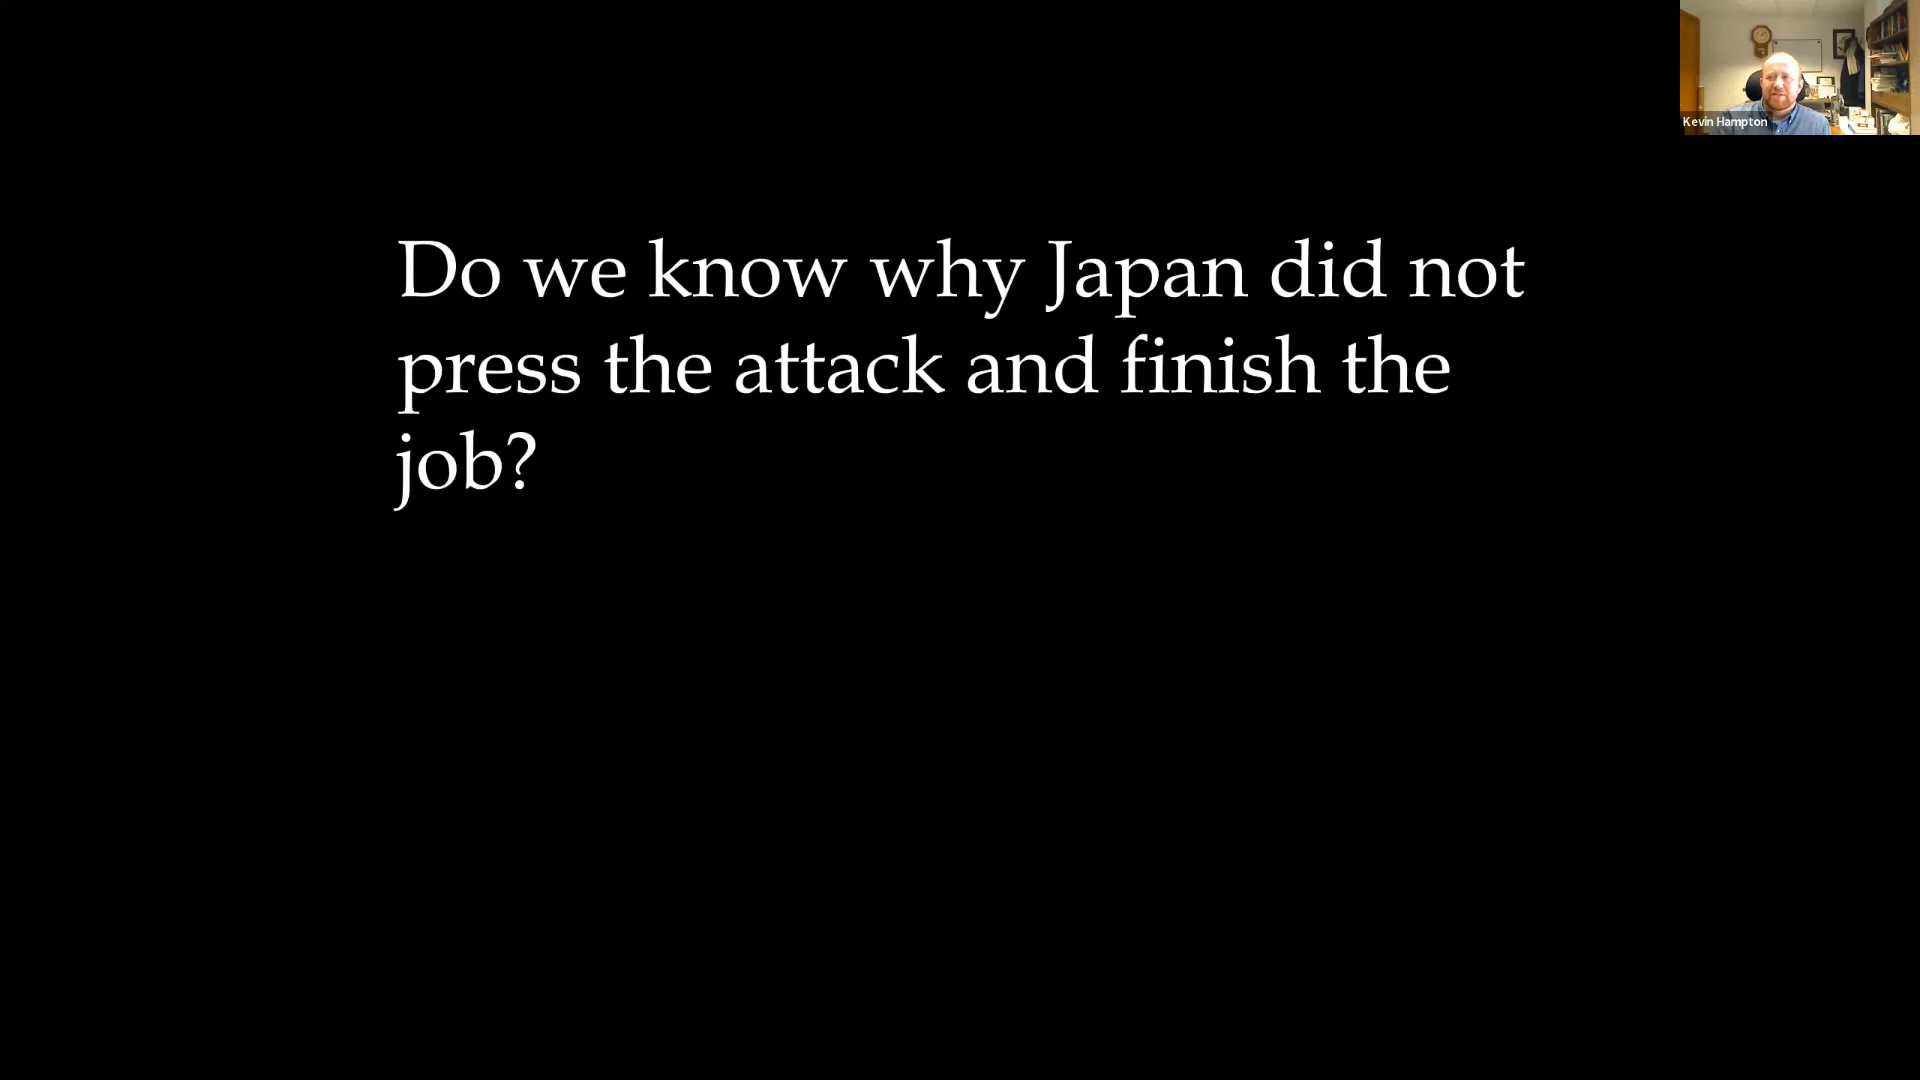 Kevin Hampton
Do we know why Japan did not
press the attack and finish the
job?